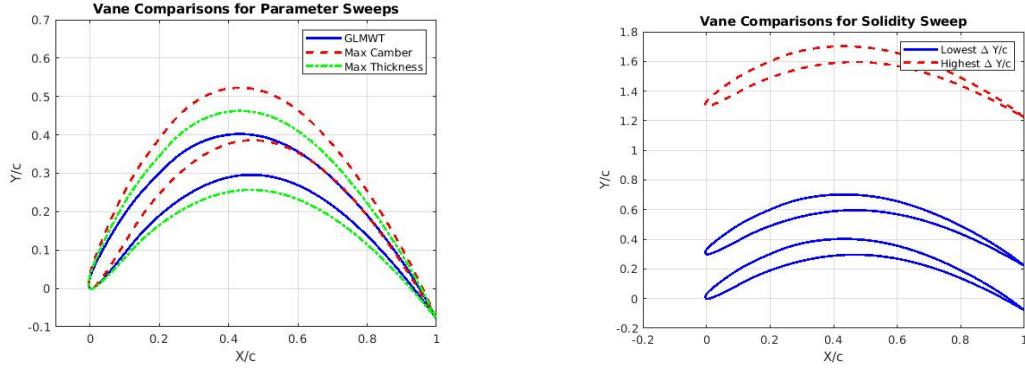 Vane Comparisons for Parameter Sweeps
0.7
0.6
0.5
0.4
0.3
0.2
0.1
0
-0.1
Y/c
GLMWT
Max Camber
Max Thickness
0 0.2 0.4 0.6 0.8 1
X/c
Vane Comparisons for Solidity Sweep
1.8
1.6
1.4
1.2
1
0.8
0.6
0.4
0.2
0
-0.2
Y/c
Lowest Δ Y/c
Highest Δ Y/c
-0.2 0 0.2 0.4 0.6 0.8 1
X/c